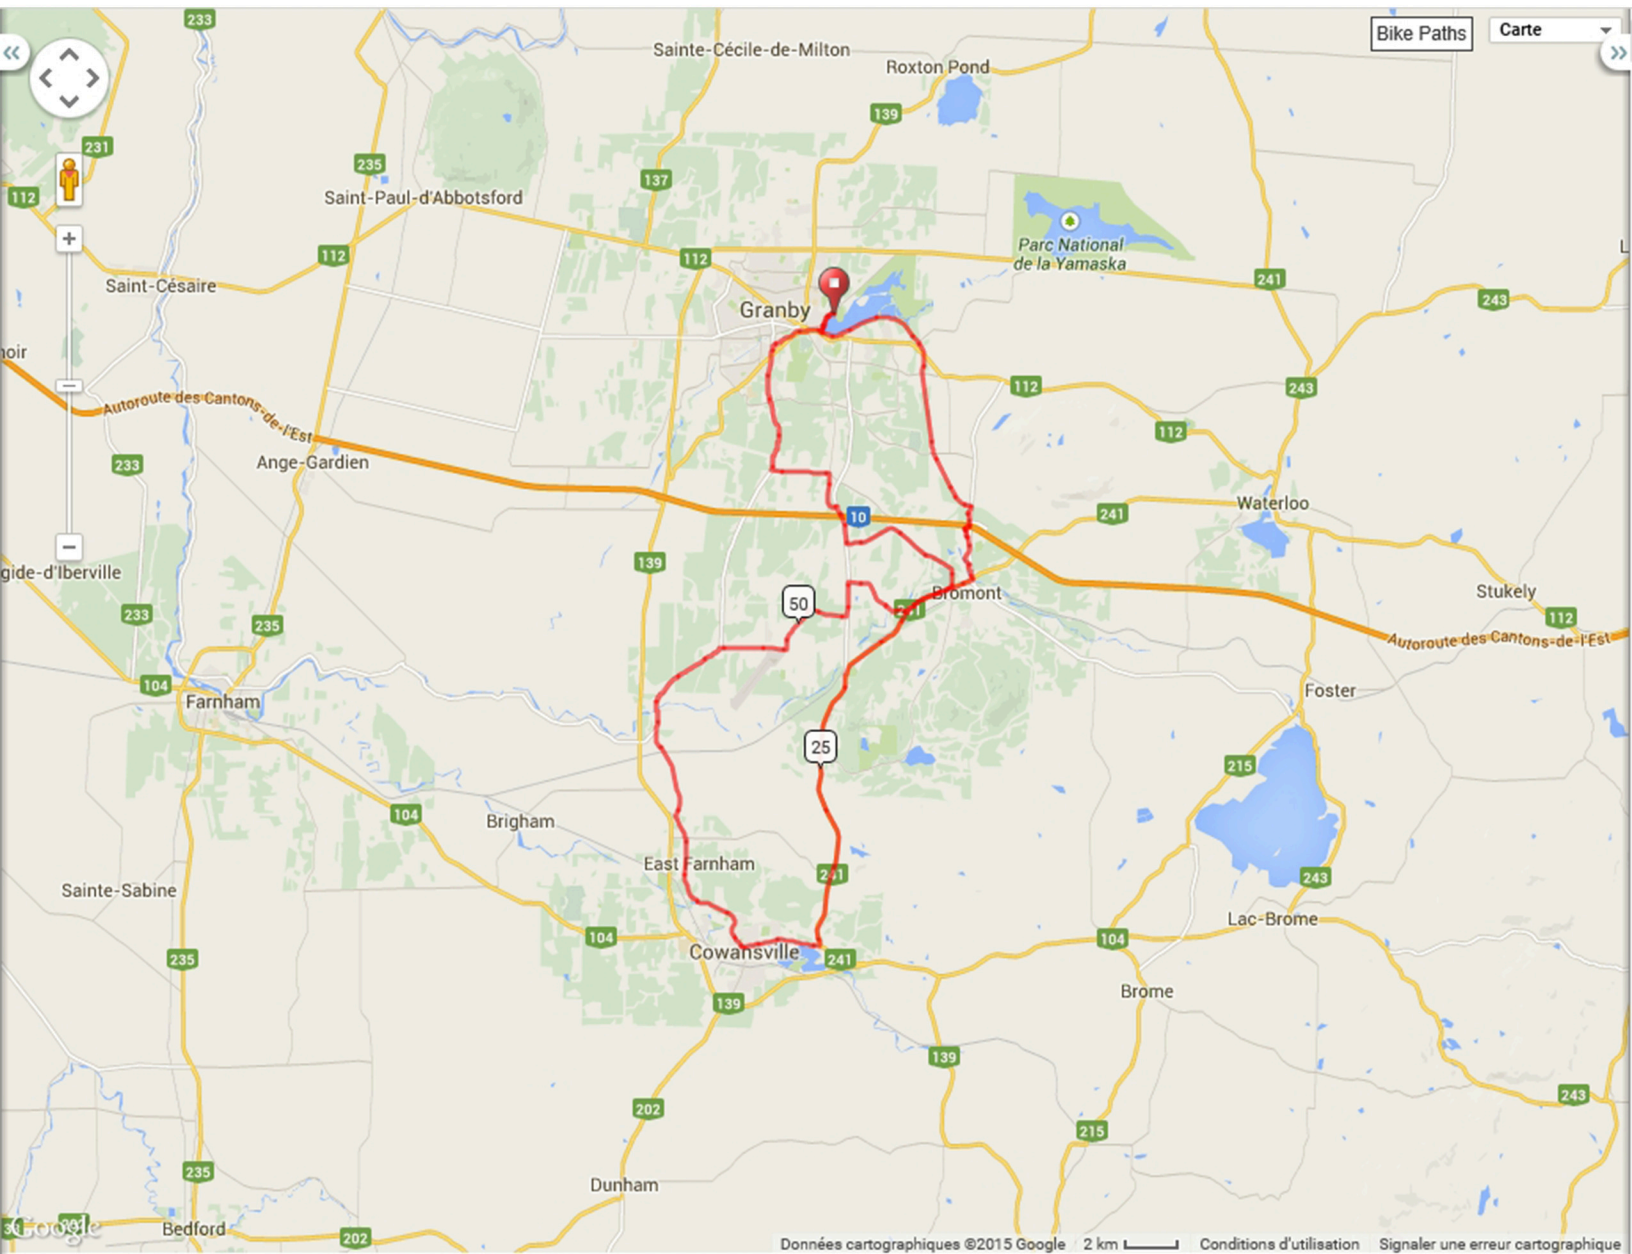 233
Sainte-Cécile-de-Milton
Bike Paths
Carte
Roxton Pond
139
231
235
137
112
Saint-Paul-d'Abbotsford
Parc National
de la Yamaska
112
112
241
Saint-Césaire
243
Granby
noir
112
243
Autoroute des Cantons-de-l'Est
112
233
Ange-Gardien
10
241
Waterloo
139
gide-d'Iberville
Stukely
50
Bromont
233
235
112
Autoroute des Cantons-de-l'Est
104
Farnham
Foster
25
215
104
Brigham
East Farnham
241
243
Sainte-Sabine
Lac-Brome
104
104
Cowansville
235
241
Brome
139
139
243
202
215
235
Dunham
Bedford
202
Google
Données cartographiques ©2015 Google
2 km
Conditions d'utilisation
Signaler une erreur cartographique